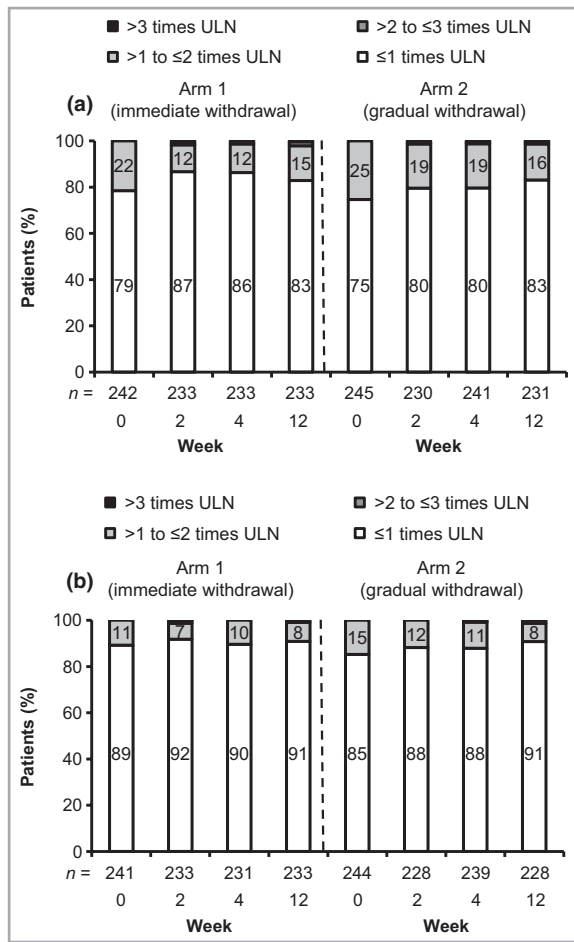 >3 times ULN >2 to ≤3 times ULN
>1 to ≤2 times ULN ≤1 times ULN
(a) Arm 1 Arm 2
(immediate withdrawal) (gradual withdrawal)
Patients (%)
100
80
60
40
20
0
22 12 12 15 25 19 19 16
79 87 86 83 75 80 80 83
n = 242 233 233 233 245 230 241 231
0 2 4 12 0 2 4 12
Week Week
>3 times ULN >2 to ≤3 times ULN
>1 to ≤2 times ULN ≤1 times ULN
(b) Arm 1 Arm 2
(immediate withdrawal) (gradual withdrawal)
Patients (%)
100
80
60
40
20
0
11 7 10 8 15 12 11 8
89 92 90 91 85 88 88 91
n = 241 233 231 233 244 228 239 228
0 2 4 12 0 2 4 12
Week Week